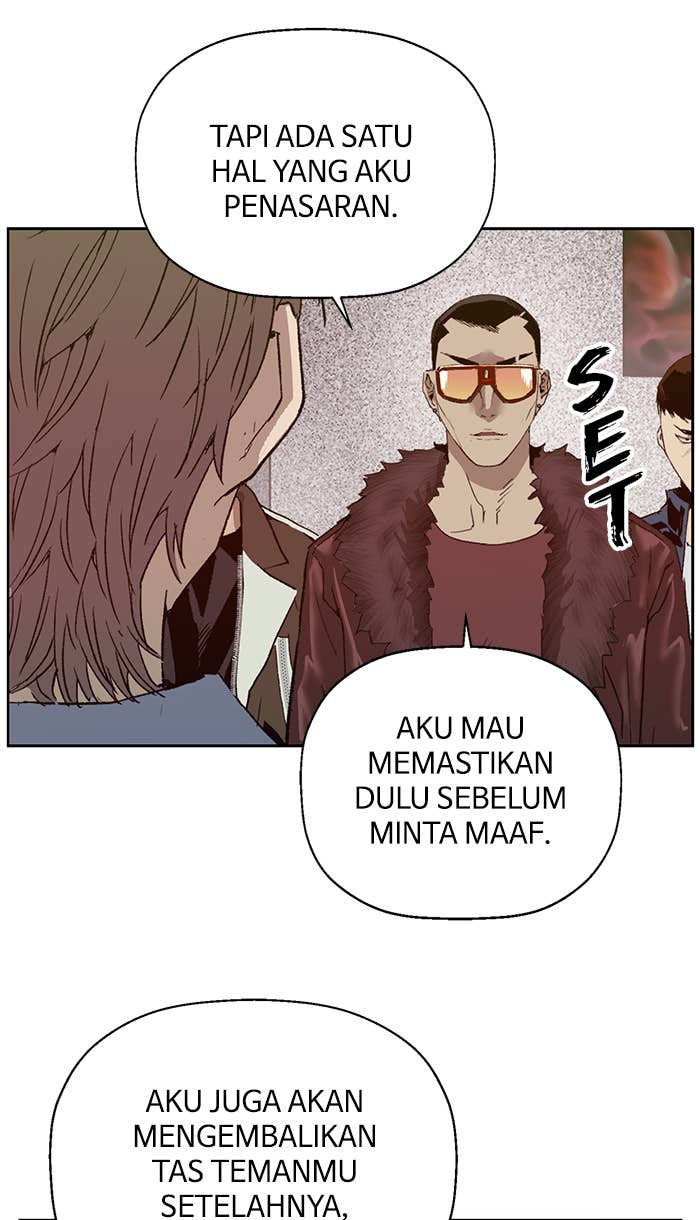 TAPI ADA SATU
HAL YANG AKU
PENASARAN.
SET
AKU MAU
MEMASTIKAN
DULU SEBELUM
MINTA MAAF.
AKU JUGA AKAN
MENGEMBALIKAN
TAS TEMANMU
SETELAHNYA,